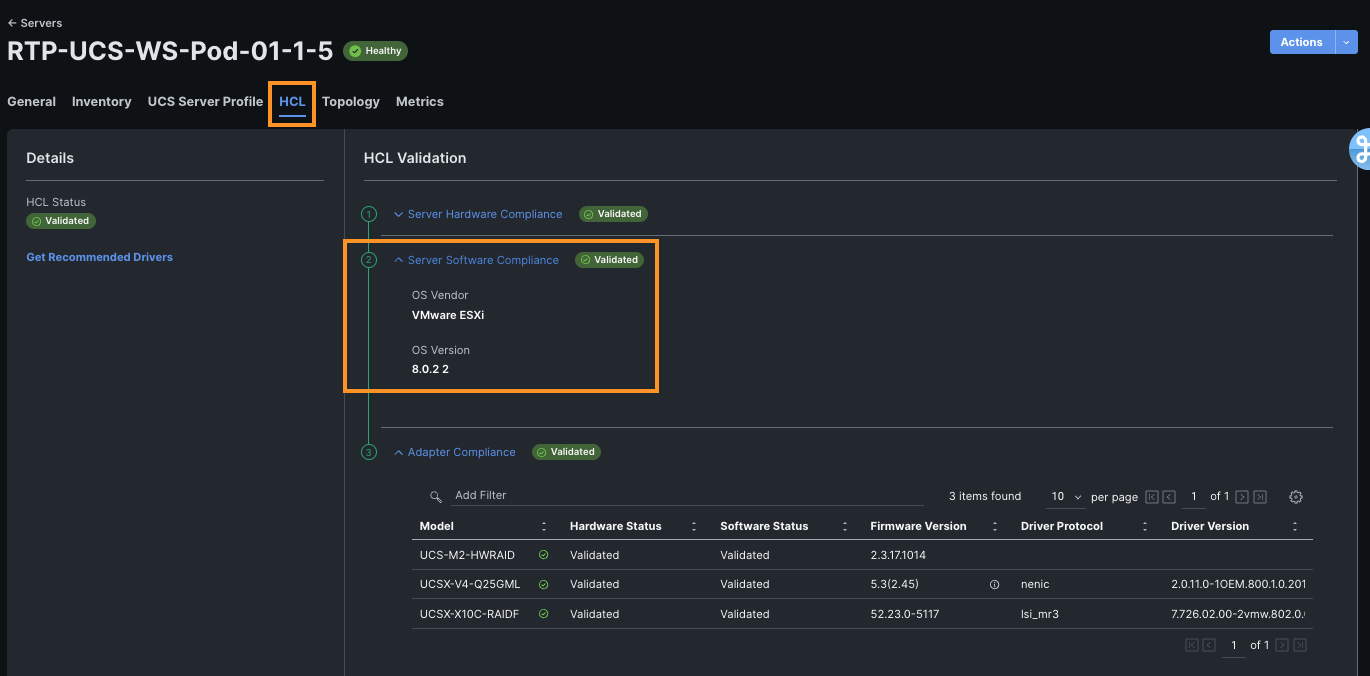 Servers
RTP-UCS-WS-Pod-01-1-5 Healthy
Actions
General Inventory UCS Server Profile HCL Topology Metrics
Details
HCL Status
Validated
Get Recommended Drivers
HCL Validation
1 Server Hardware Compliance Validated
2 Server Software Compliance Validated
OS Vendor
VMware ESXi
OS Version
8.0.2 2
3 Adapter Compliance Validated
Add Filter 3 items found 10 per page 1 of 1
Model Hardware Status Software Status Firmware Version Driver Protocol Driver Version
UCS-M2-HWRAID Validated Validated 2.3.17.1014
UCSX-V4-Q25GML Validated Validated 5.3(2.45) nenic 2.0.11.0-1OEM.800.1.0.201
UCSX-X10C-RAIDF Validated Validated 52.23.0-5117 lsi_mr3 7.726.02.00-2vmw.802.0.
1 of 1